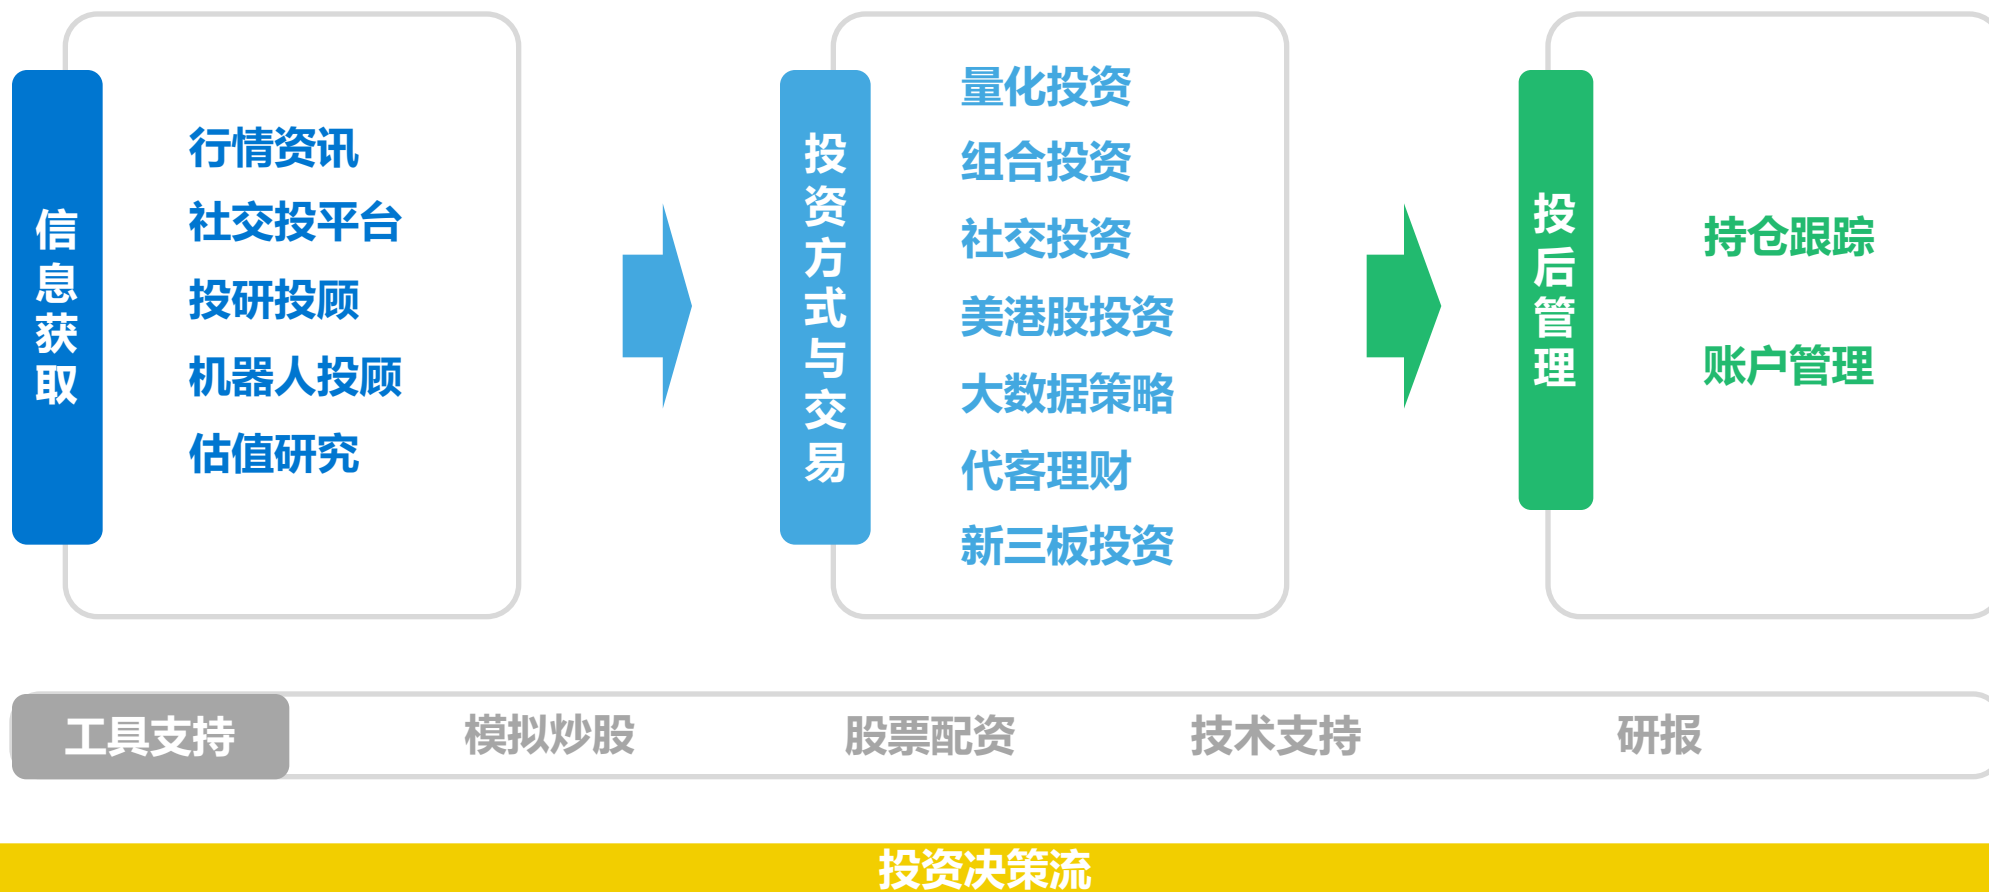 信息获取
行情资讯
社交投平台
投研投顾
机器人投顾
估值研究
投资方式与交易
量化投资
组合投资
社交投资
美港股投资
大数据策略
代客理财
新三板投资
投后管理
持仓跟踪
账户管理
工具支持
模拟炒股
股票配资
技术支持
研报
投资决策流